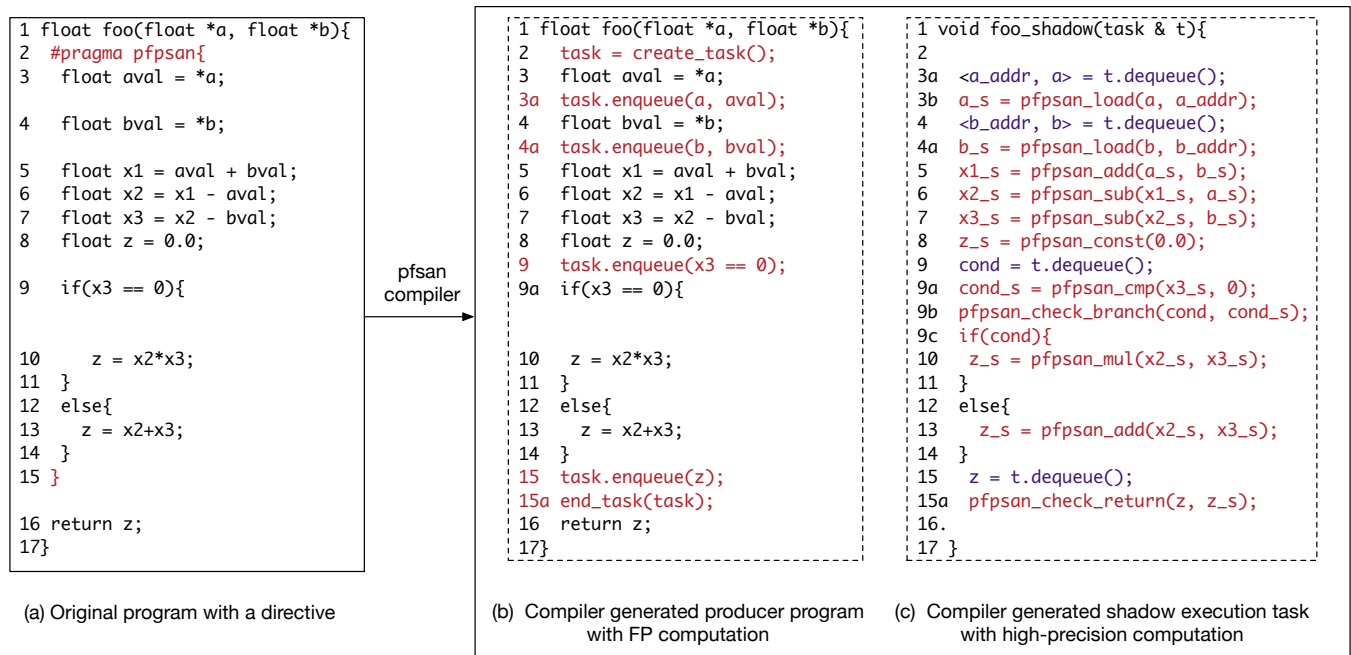 1 float foo(float *a, float *b){
2 #pragma pfpsan{
3 float aval = *a;
4 float bval = *b;
5 float x1 = aval + bval;
6 float x2 = x1 - aval;
7 float x3 = x2 - bval;
8 float z = 0.0;
9 if(x3 == 0){
10 z = x2*x3;
11 }
12 else{
13 z = x2+x3;
14 }
15 }
16 return z;
17}
(a) Original program with a directive
pfsan
compiler
1 float foo(float *a, float *b){
2 task = create_task();
3 float aval = *a;
3a task.enqueue(a, aval);
4 float bval = *b;
4a task.enqueue(b, bval);
5 float x1 = aval + bval;
6 float x2 = x1 - aval;
7 float x3 = x2 - bval;
8 float z = 0.0;
9 task.enqueue(x3 == 0);
9a if(x3 == 0){
10 z = x2*x3;
11 }
12 else{
13 z = x2+x3;
14 }
15 task.enqueue(z);
15a end_task(task);
16 return z;
17}
(b) Compiler generated producer program
with FP computation
1 void foo_shadow(task & t){
2
3a <a_addr, a> = t.dequeue();
3b a_s = pfpsan_load(a, a_addr);
4 <b_addr, b> = t.dequeue();
4a b_s = pfpsan_load(b, b_addr);
5 x1_s = pfpsan_add(a_s, b_s);
6 x2_s = pfpsan_sub(x1_s, a_s);
7 x3_s = pfpsan_sub(x2_s, b_s);
8 z_s = pfpsan_const(0.0);
9 cond = t.dequeue();
9a cond_s = pfpsan_cmp(x3_s, 0);
9b pfpsan_check_branch(cond, cond_s);
9c if(cond){
10 z_s = pfpsan_mul(x2_s, x3_s);
11 }
12 else{
13 z_s = pfpsan_add(x2_s, x3_s);
14 }
15 z = t.dequeue();
15a pfpsan_check_return(z, z_s);
16.
17 }
(c) Compiler generated shadow execution task
with high-precision computation